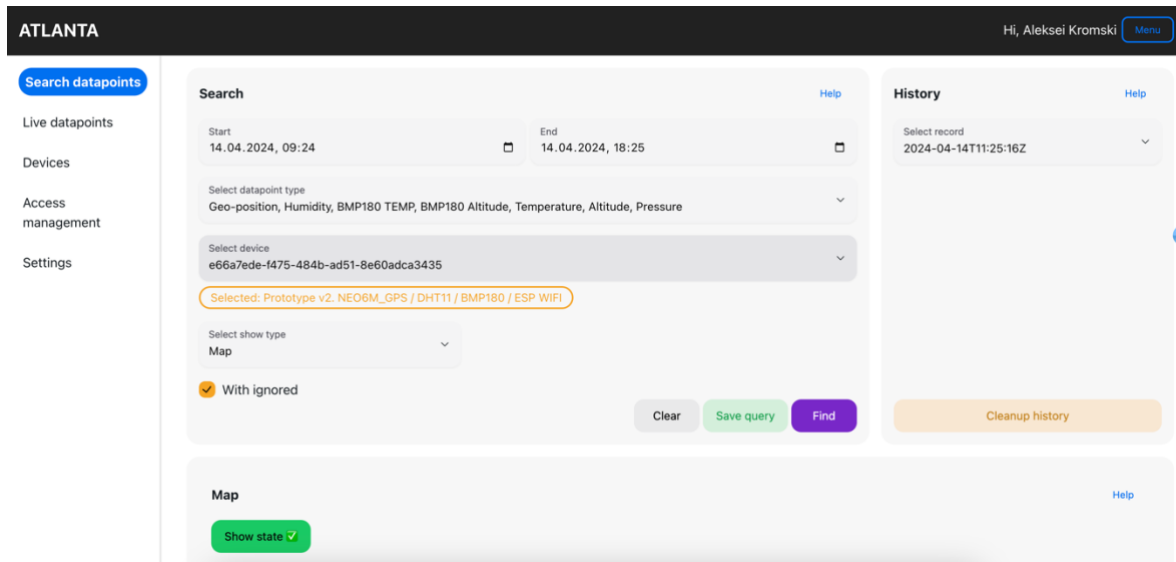 ATLANTA
Hi, Aleksei Kromski
Menu
Search datapoints
Live datapoints
Devices
Access
management
Settings
Search
Help
Start
14.04.2024, 09:24
End
14.04.2024, 18:25
Select datapoint type
Geo-position, Humidity, BMP180 TEMP, BMP180 Altitude, Temperature, Altitude, Pressure
Select device
e66a7ede-f475-484b-ad51-8e60adca3435
Selected: Prototype v2. NEO6M_GPS / DHT11 / BMP180 / ESP WIFI
Select show type
Map
With ignored
Clear
Save query
Find
History
Help
Select record
2024-04-14T11:25:16Z
Cleanup history
Map
Help
Show state ✅